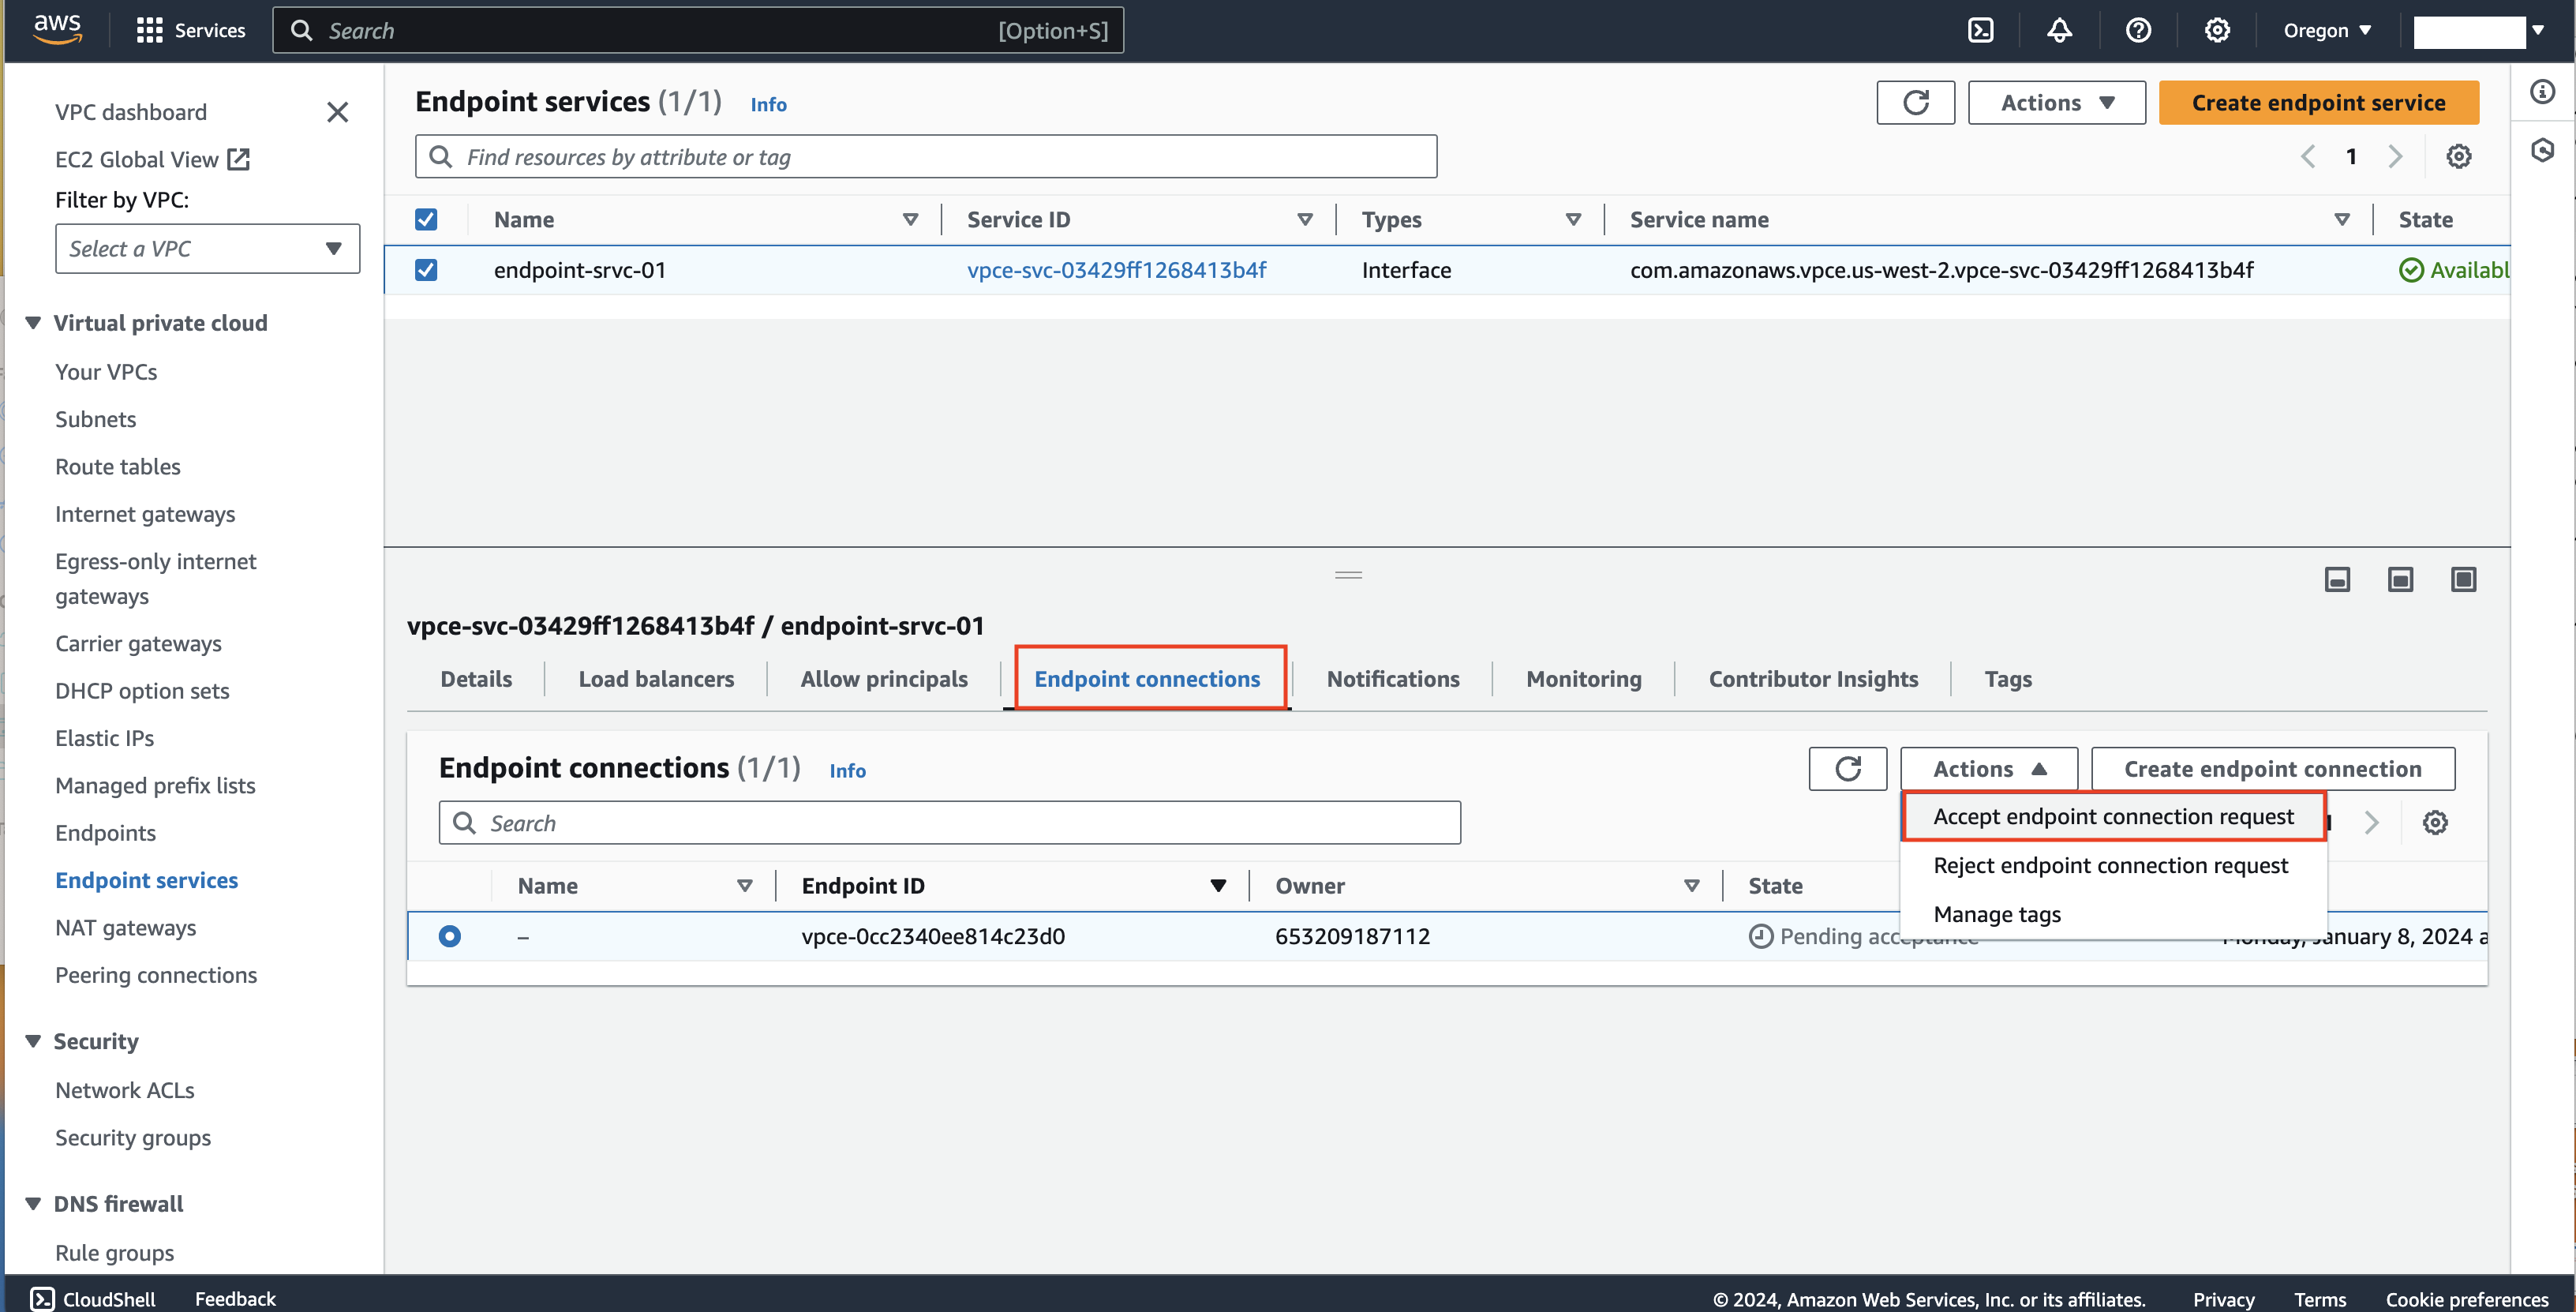 aws
Services
Search
[Option+S]
Oregon
VPC dashboard
EC2 Global View
Filter by VPC:
Select a VPC
Virtual private cloud
Your VPCs
Subnets
Route tables
Internet gateways
Egress-only internet
gateways
Carrier gateways
DHCP option sets
Elastic IPs
Managed prefix lists
Endpoints
Endpoint services
NAT gateways
Peering connections
Security
Network ACLs
Security groups
DNS firewall
Rule groups
Endpoint services (1/1) Info
Actions
Create endpoint service
Find resources by attribute or tag
1
Name Service ID Types Service name State
endpoint-srvc-01 vpce-svc-03429ff1268413b4f Interface com.amazonaws.vpce.us-west-2.vpce-svc-03429ff1268413b4f Availabl
vpce-svc-03429ff1268413b4f / endpoint-srvc-01
Details Load balancers Allow principals Endpoint connections Notifications Monitoring Contributor Insights Tags
Endpoint connections (1/1) Info
Actions
Create endpoint connection
Search
Accept endpoint connection request
Reject endpoint connection request
Manage tags
Name Endpoint ID Owner State
– vpce-0cc2340ee814c23d0 653209187112 Pending acceptance Monday, January 8, 2024 a
CloudShell Feedback
© 2024, Amazon Web Services, Inc. or its affiliates. Privacy Terms Cookie preferences